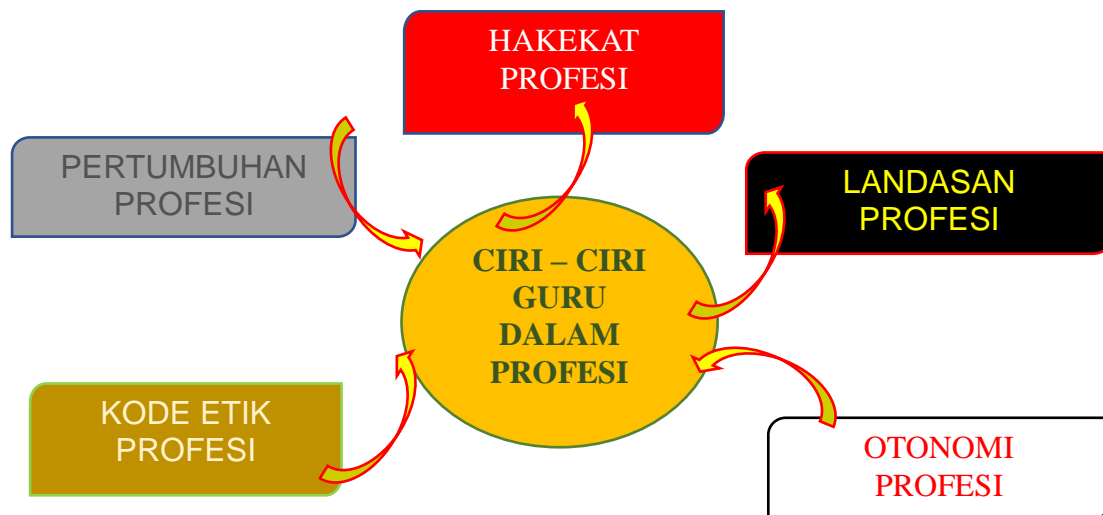 HAKEKAT
PROFESI
PERTUMBUHAN
PROFESI
LANDASAN
PROFESI
CIRI – CIRI
GURU
DALAM
PROFESI
KODE ETIK
PROFESI
OTONOMI
PROFESI